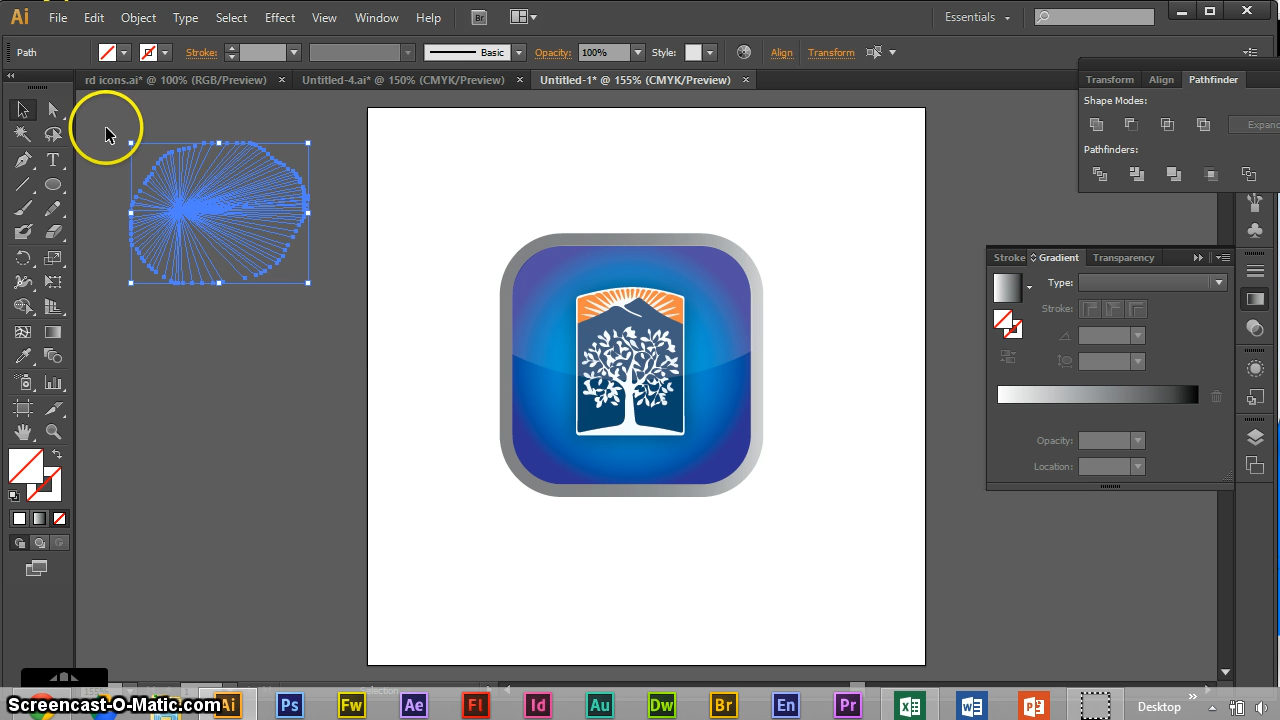 Ai File Edit Object Type Select Effect View Window Help Br Essentials
Path Stroke: Basic Opacity: 100% Style: Align Transform
rd icons.ai* @ 100% (RGB/Preview) × Untitled-4.ai* @ 150% (CMYK/Preview) × Untitled-1* @ 155% (CMYK/Preview) ×
Transform Align Pathfinder
Shape Modes:
Expand
Pathfinders:
Stroke Gradient Transparency
Type:
Stroke:
Opacity:
Location:
Selection
Screencast-O-Matic.com Ai Ps Fw Ae Fl Id Au Dw Br En Pr Desktop